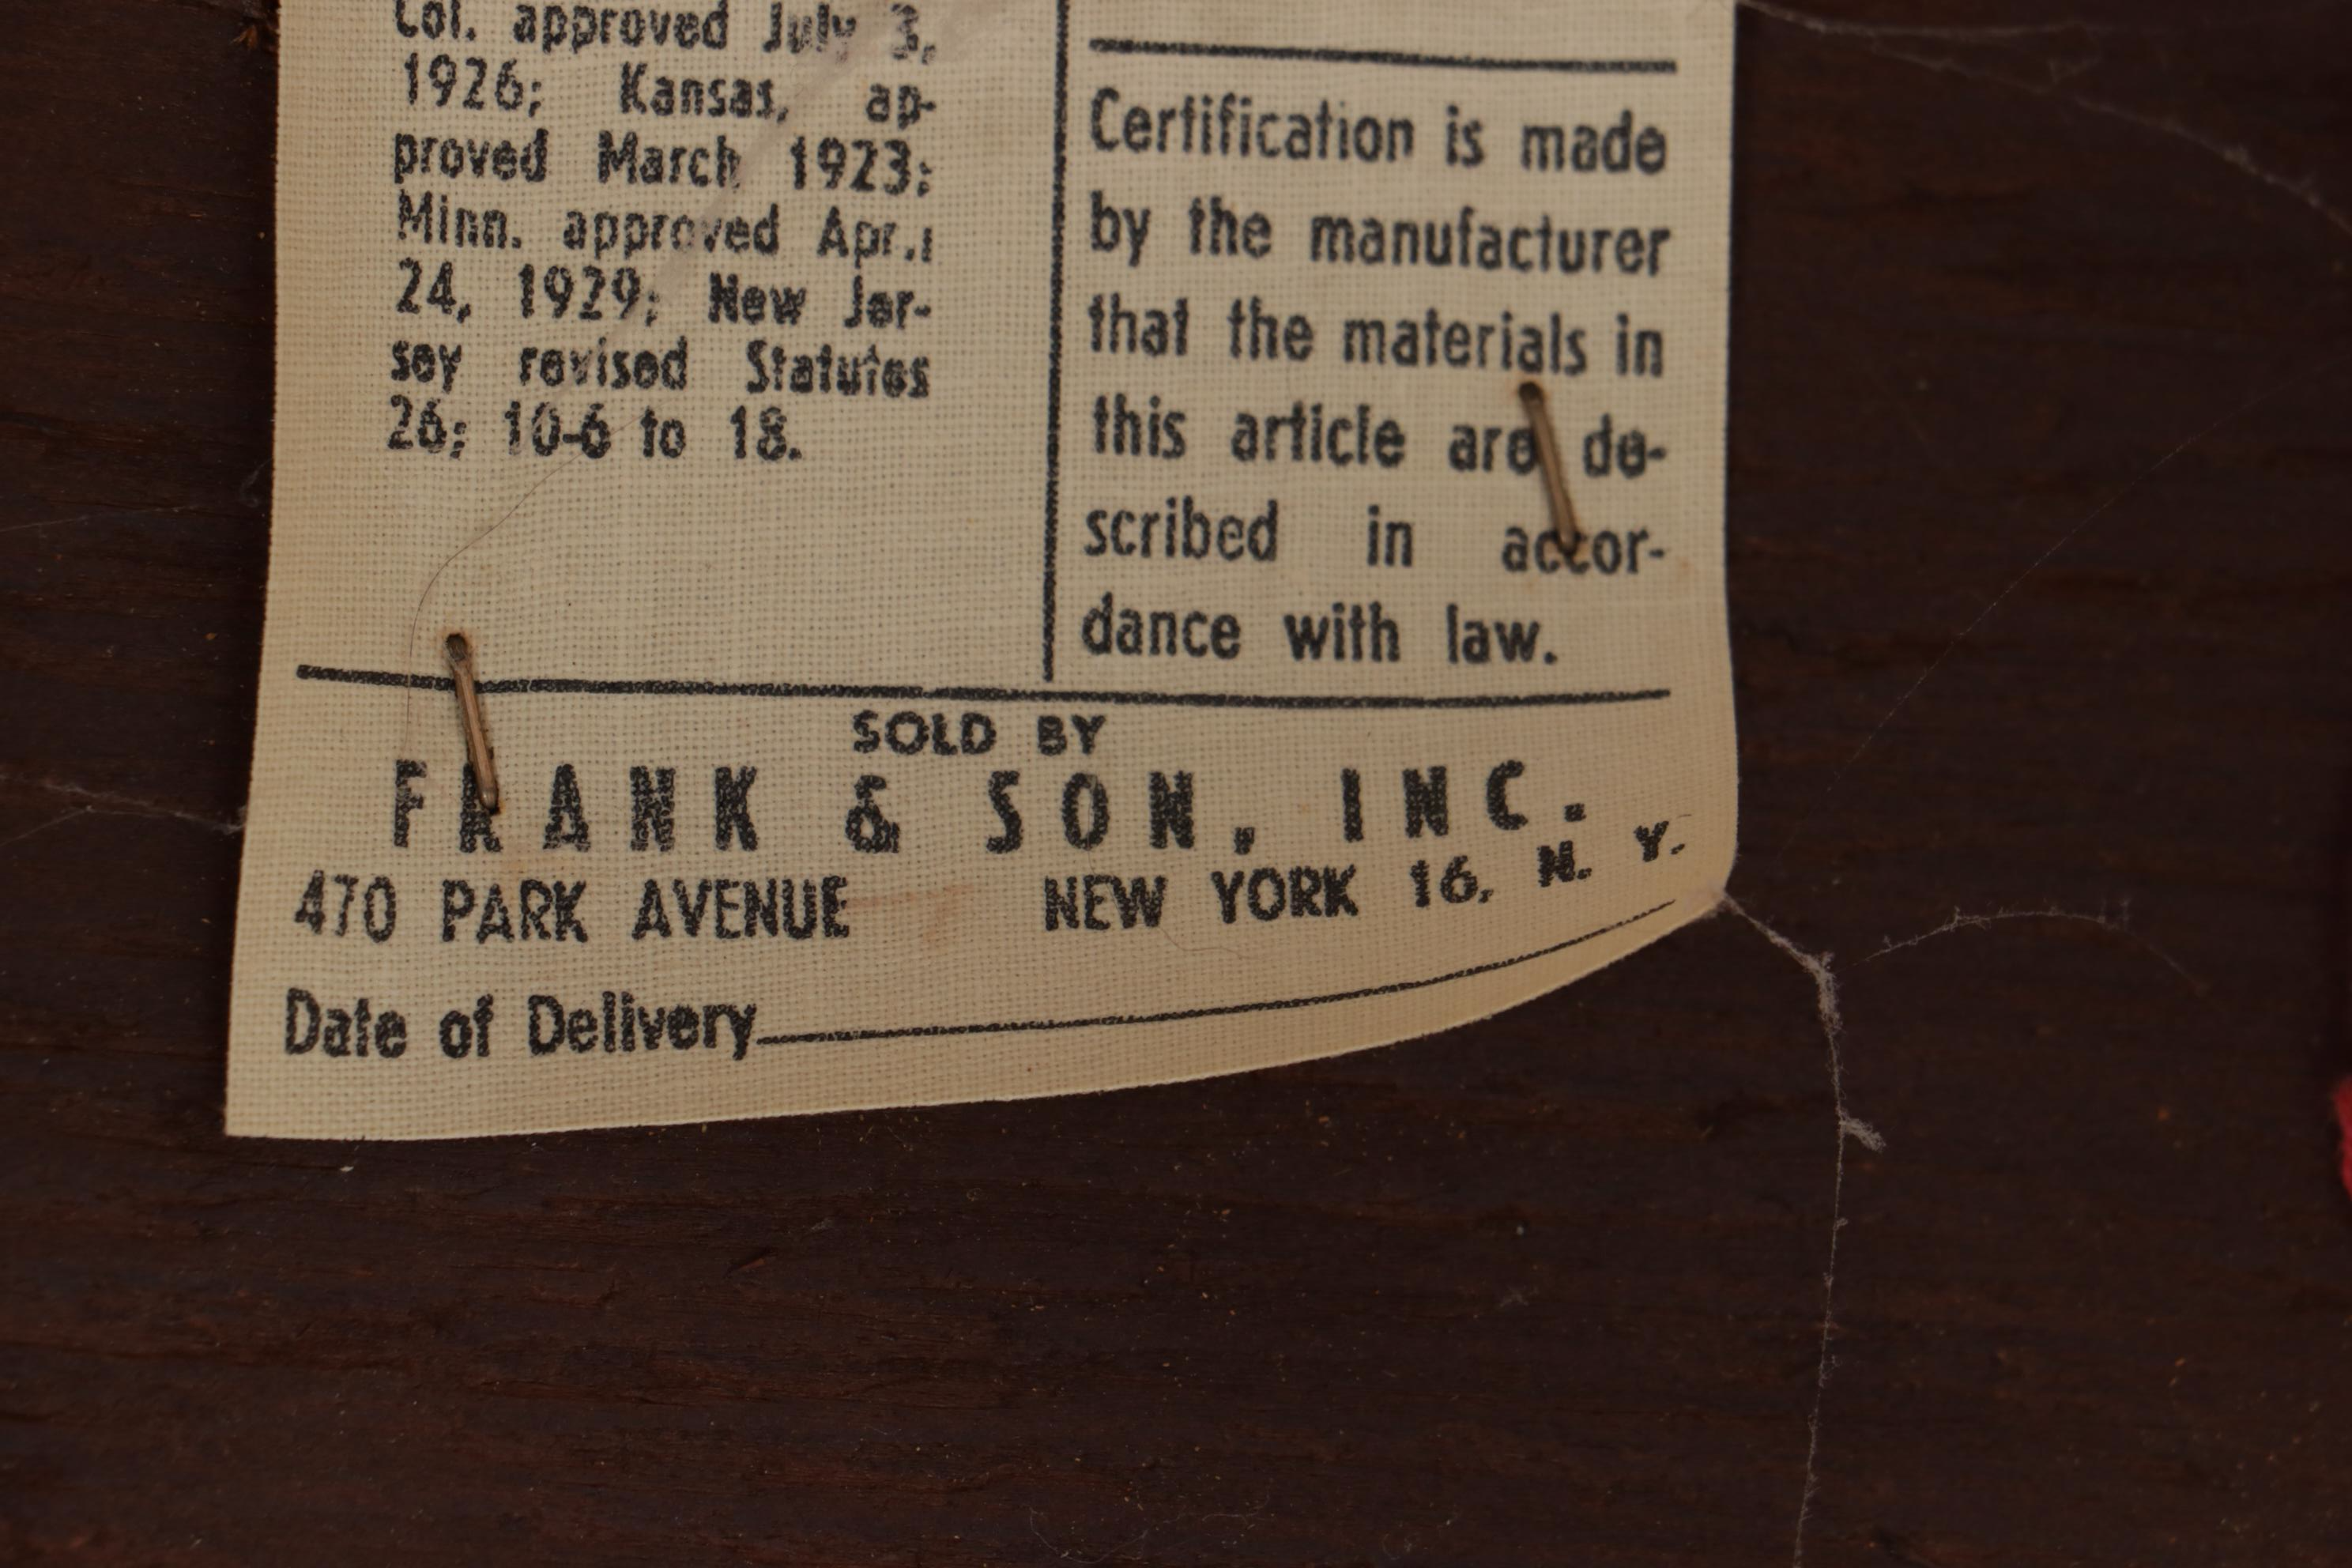 Col. approved July 3,
1926; Kansas, ap-
proved March 1923;
Minn. approved Apr.
24, 1929; New Jer-
sey revised Statutes
26; 10-6 to 18.
Certification is made
by the manufacturer
that the materials in
this article are de-
scribed in accor-
dance with law.
SOLD BY
FRANK & SON, INC.
470 PARK AVENUE NEW YORK 16, N. Y.
Date of Delivery